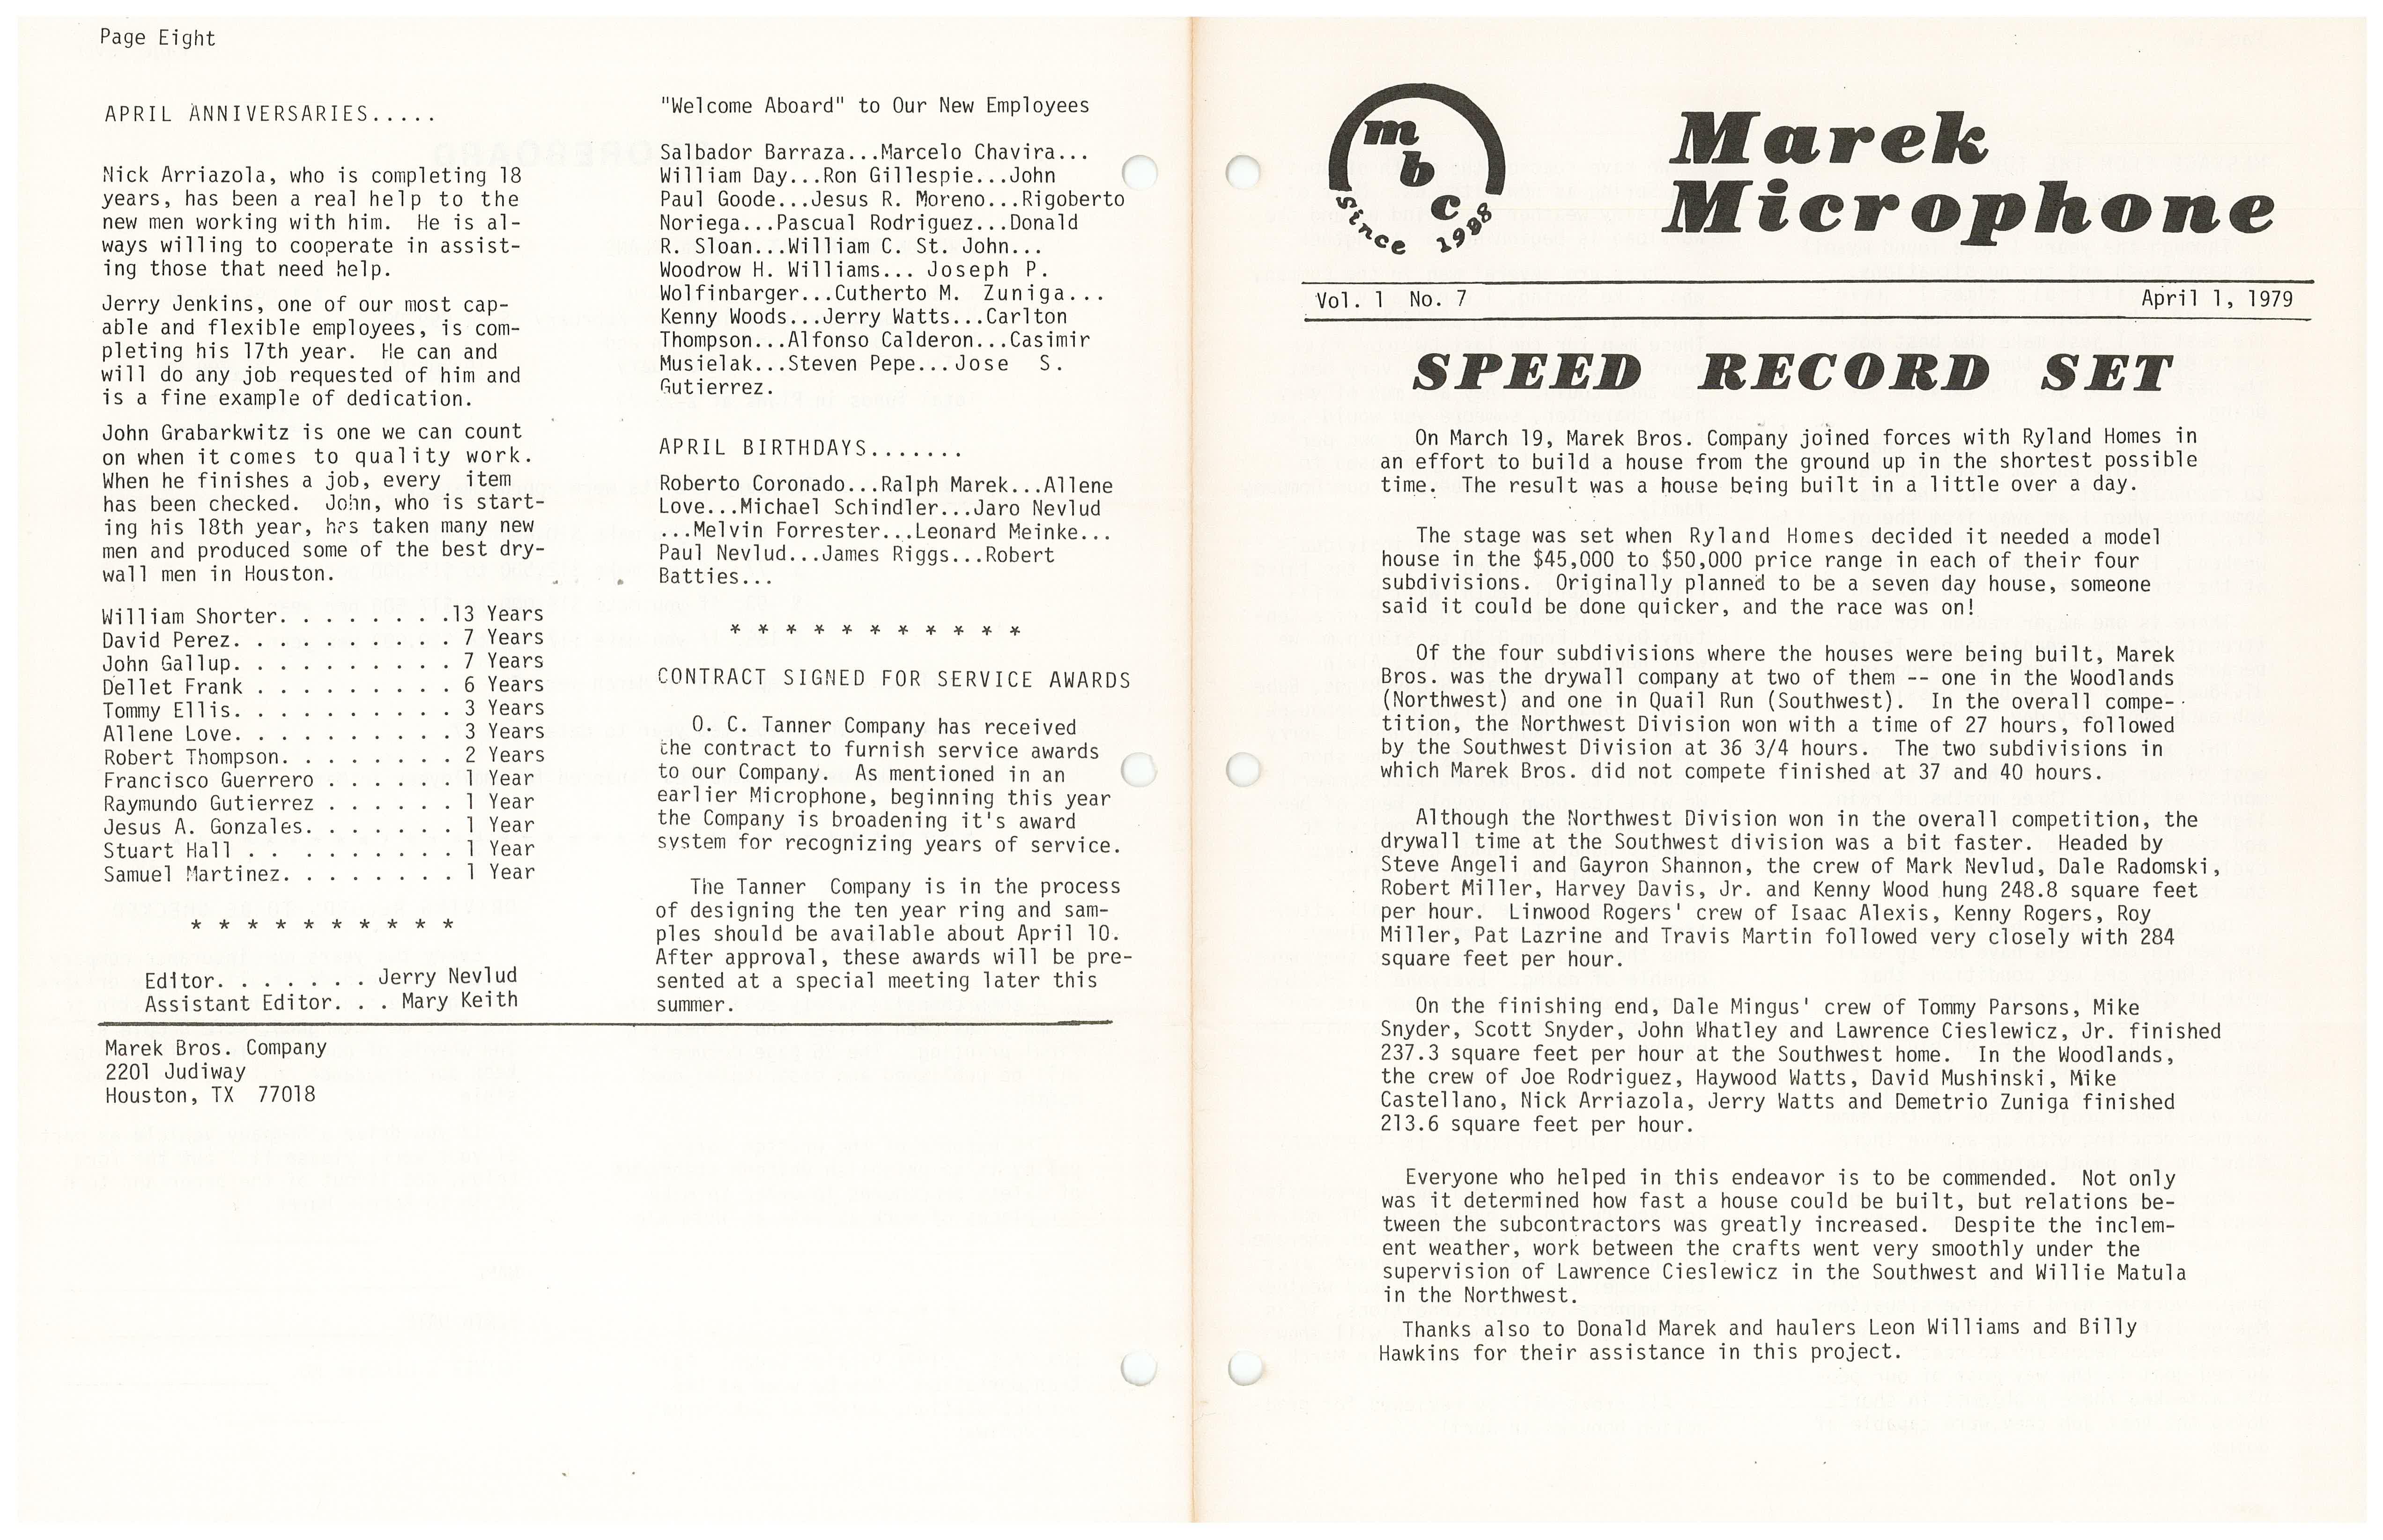 Page Eight
APRIL ANNIVERSARIES.....
Nick Arriazola, who is completing 18
years, has been a real help to the
new men working with him.  He is al-
ways willing to cooperate in assist-
ing those that need help.
Jerry Jenkins, one of our most cap-
able and flexible employees, is com-
pleting his 17th year.  He can and
will do any job requested of him and
is a fine example of dedication.
John Grabarkwitz is one we can count
on when it comes to quality work.
When he finishes a job, every  item
has been checked.  John, who is start-
ing his 18th year, has taken many new
men and produced some of the best dry-
wall men in Houston.
William Shorter. . . . . . . .13 Years
David Perez. . . . . . . . . . 7 Years
John Gallup. . . . . . . . . . 7 Years
Dellet Frank . . . . . . . . . 6 Years
Tommy Ellis. . . . . . . . . . 3 Years
Allene Love. . . . . . . . . . 3 Years
Robert Thompson. . . . . . . . 2 Years
Francisco Guerrero . . . . . . 1 Year
Raymundo Gutierrez . . . . . . 1 Year
Jesus A. Gonzales. . . . . . . 1 Year
Stuart Hall . .  . . . . . . . 1 Year
Samuel Martinez. . . . . . . . 1 Year
* * * * * * * * * *
Editor. . . . . . . Jerry Nevlud
Assistant Editor. . . Mary Keith
Marek Bros. Company
2201 Judiway
Houston, TX  77018
"Welcome Aboard" to Our New Employees
Salbador Barraza...Marcelo Chavira...
William Day...Ron Gillespie...John
Paul Goode...Jesus R. Moreno...Rigoberto
Noriega...Pascual Rodriguez...Donald
R. Sloan...William C. St. John...
Woodrow H. Williams... Joseph P.
Wolfinbarger...Cutherto M. Zuniga...
Kenny Woods...Jerry Watts...Carlton
Thompson...Alfonso Calderon...Casimir
Musielak...Steven Pepe...Jose  S.
Gutierrez.
APRIL BIRTHDAYS.......
Roberto Coronado...Ralph Marek...Allene
Love...Michael Schindler...Jaro Nevlud
...Melvin Forrester...Leonard Meinke...
Paul Nevlud...James Riggs...Robert
Batties...
* * * * * * * * * * *
CONTRACT SIGNED FOR SERVICE AWARDS
O. C. Tanner Company has received
the contract to furnish service awards
to our Company.  As mentioned in an
earlier Microphone, beginning this year
the Company is broadening it's award
system for recognizing years of service.
The Tanner  Company is in the process
of designing the ten year ring and sam-
ples should be available about April 10.
After approval, these awards will be pre-
sented at a special meeting later this
summer.
mbc
Since 1938
Marek
Microphone
Vol. 1  No. 7
April 1, 1979
SPEED RECORD SET
On March 19, Marek Bros. Company joined forces with Ryland Homes in
an effort to build a house from the ground up in the shortest possible
time.  The result was a house being built in a little over a day.
The stage was set when Ryland Homes decided it needed a model
house in the $45,000 to $50,000 price range in each of their four
subdivisions.  Originally planned to be a seven day house, someone
said it could be done quicker, and the race was on!
Of the four subdivisions where the houses were being built, Marek
Bros. was the drywall company at two of them -- one in the Woodlands
(Northwest) and one in Quail Run (Southwest).  In the overall compe-
tition, the Northwest Division won with a time of 27 hours, followed
by the Southwest Division at 36 3/4 hours.  The two subdivisions in
which Marek Bros. did not compete finished at 37 and 40 hours.
Although the Northwest Division won in the overall competition, the
drywall time at the Southwest division was a bit faster.  Headed by
Steve Angeli and Gayron Shannon, the crew of Mark Nevlud, Dale Radomski,
Robert Miller, Harvey Davis, Jr. and Kenny Wood hung 248.8 square feet
per hour.  Linwood Rogers' crew of Isaac Alexis, Kenny Rogers, Roy
Miller, Pat Lazrine and Travis Martin followed very closely with 284
square feet per hour.
On the finishing end, Dale Mingus' crew of Tommy Parsons, Mike
Snyder, Scott Snyder, John Whatley and Lawrence Cieslewicz, Jr. finished
237.3 square feet per hour at the Southwest home.  In the Woodlands,
the crew of Joe Rodriguez, Haywood Watts, David Mushinski, Mike
Castellano, Nick Arriazola, Jerry Watts and Demetrio Zuniga finished
213.6 square feet per hour.
Everyone who helped in this endeavor is to be commended.  Not only
was it determined how fast a house could be built, but relations be-
tween the subcontractors was greatly increased.  Despite the inclem-
ent weather, work between the crafts went very smoothly under the
supervision of Lawrence Cieslewicz in the Southwest and Willie Matula
in the Northwest.
Thanks also to Donald Marek and haulers Leon Williams and Billy
Hawkins for their assistance in this project.